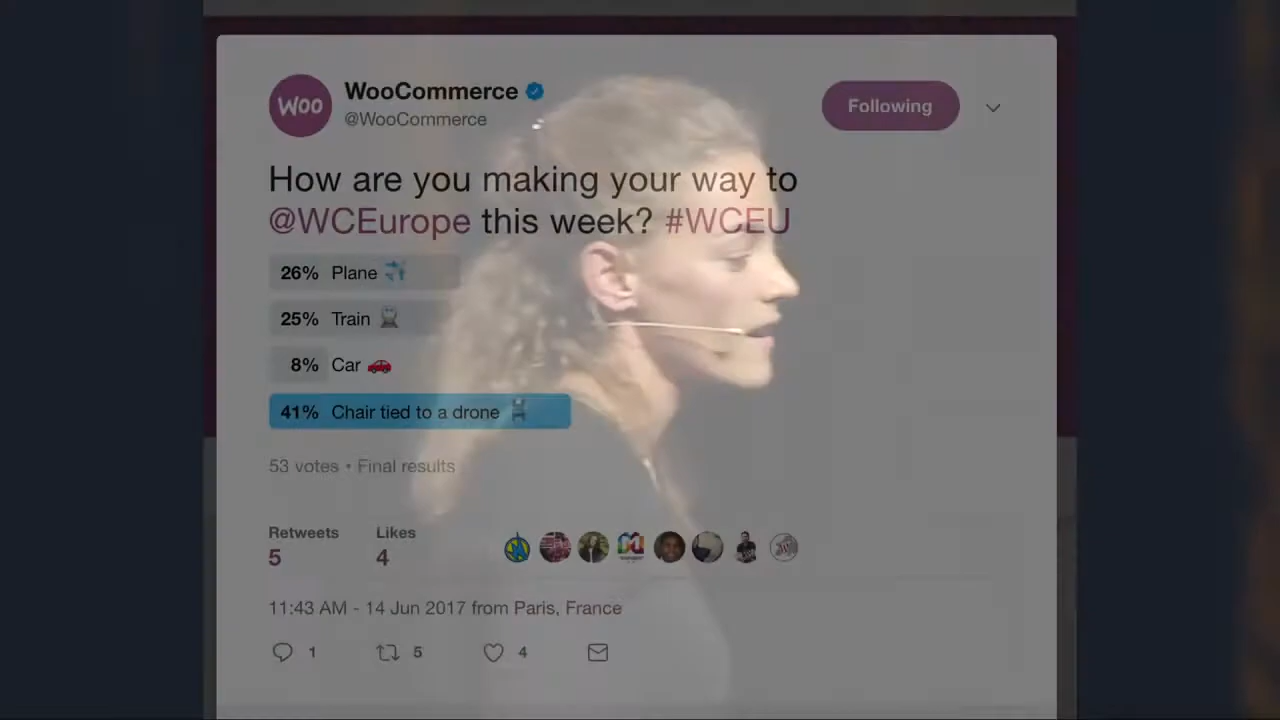 Woo
WooCommerce
@WooCommerce
Following
How are you making your way to
@WCEurope this week? #WCEU
26% Plane ✈️
25% Train 🚆
8% Car 🚗
41% Chair tied to a drone 💺
53 votes • Final results
Retweets Likes
5 4
11:43 AM - 14 Jun 2017 from Paris, France
1 5 4